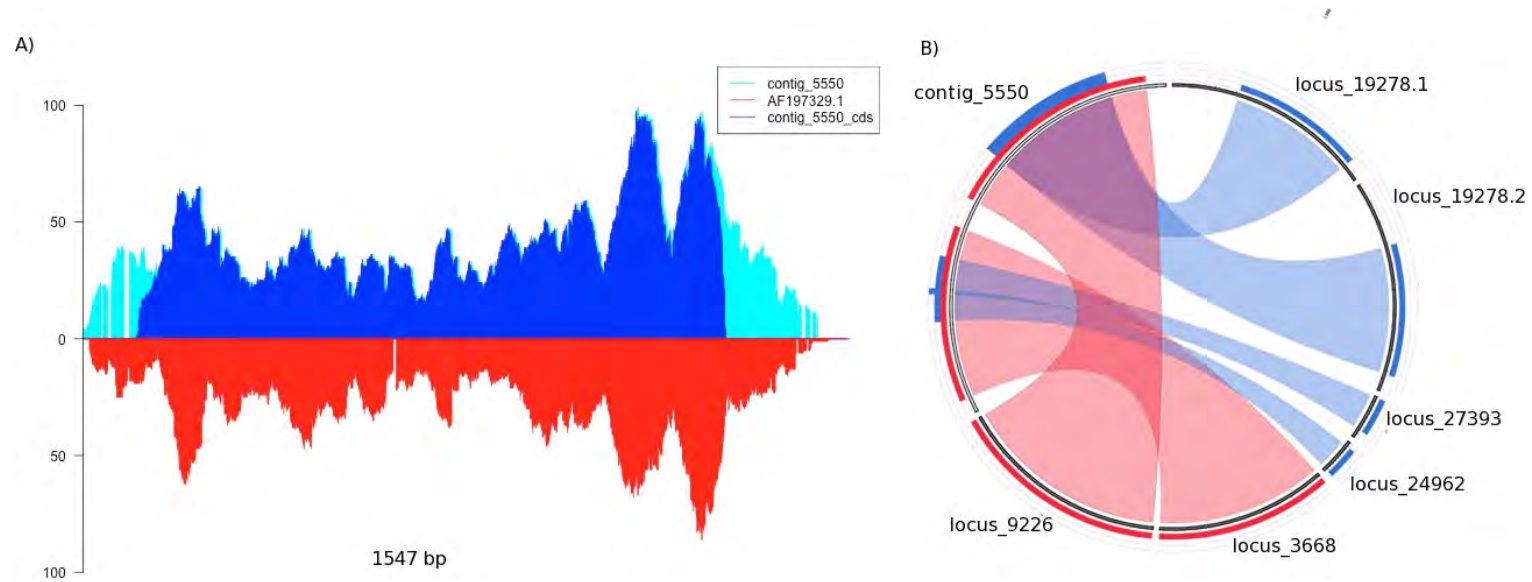 A)
contig_5550
AF197329.1
contig_5550_cds
100
50
0
50
100
1547 bp
B)
contig_5550
locus_19278.1
locus_19278.2
locus_27393
locus_24962
locus_3668
locus_9226